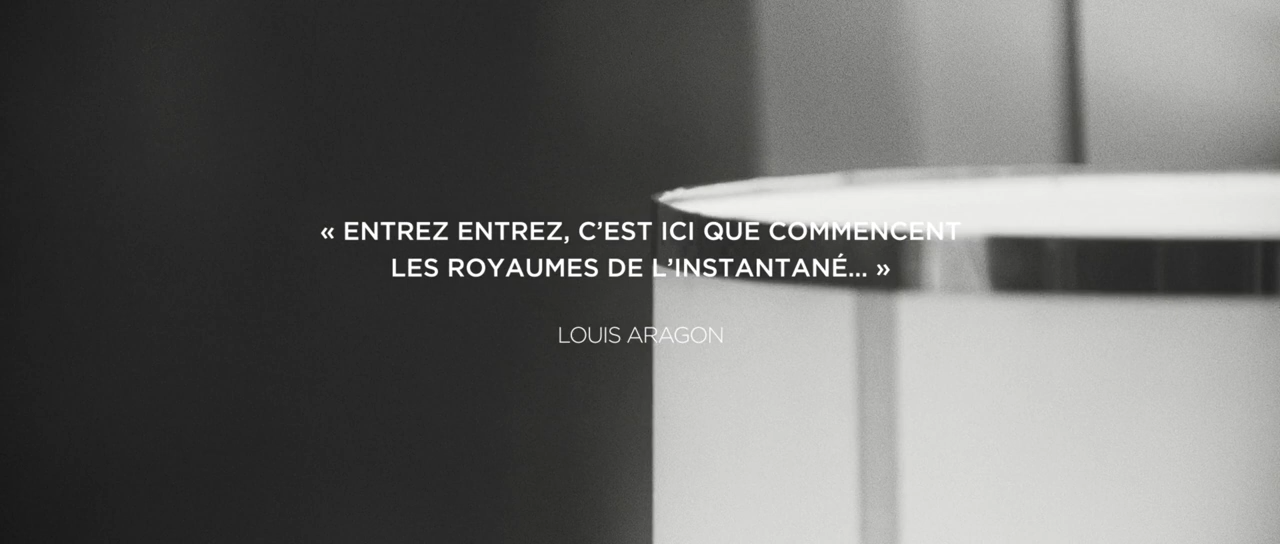 « ENTREZ ENTREZ, C’EST ICI QUE COMMENCENT
LES ROYAUMES DE L’INSTANTANÉ... »
LOUIS ARAGON